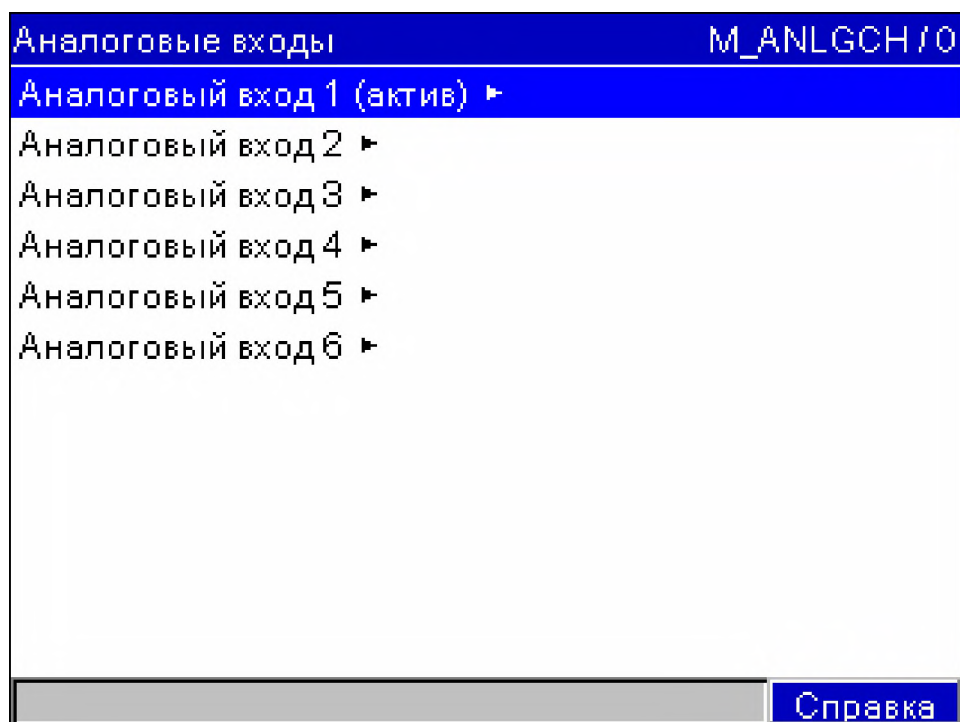 Аналоговые входы M_ANLGCH / 0
Аналоговый вход 1 (актив) ►
Аналоговый вход 2 ►
Аналоговый вход 3 ►
Аналоговый вход 4 ►
Аналоговый вход 5 ►
Аналоговый вход 6 ►
Справка